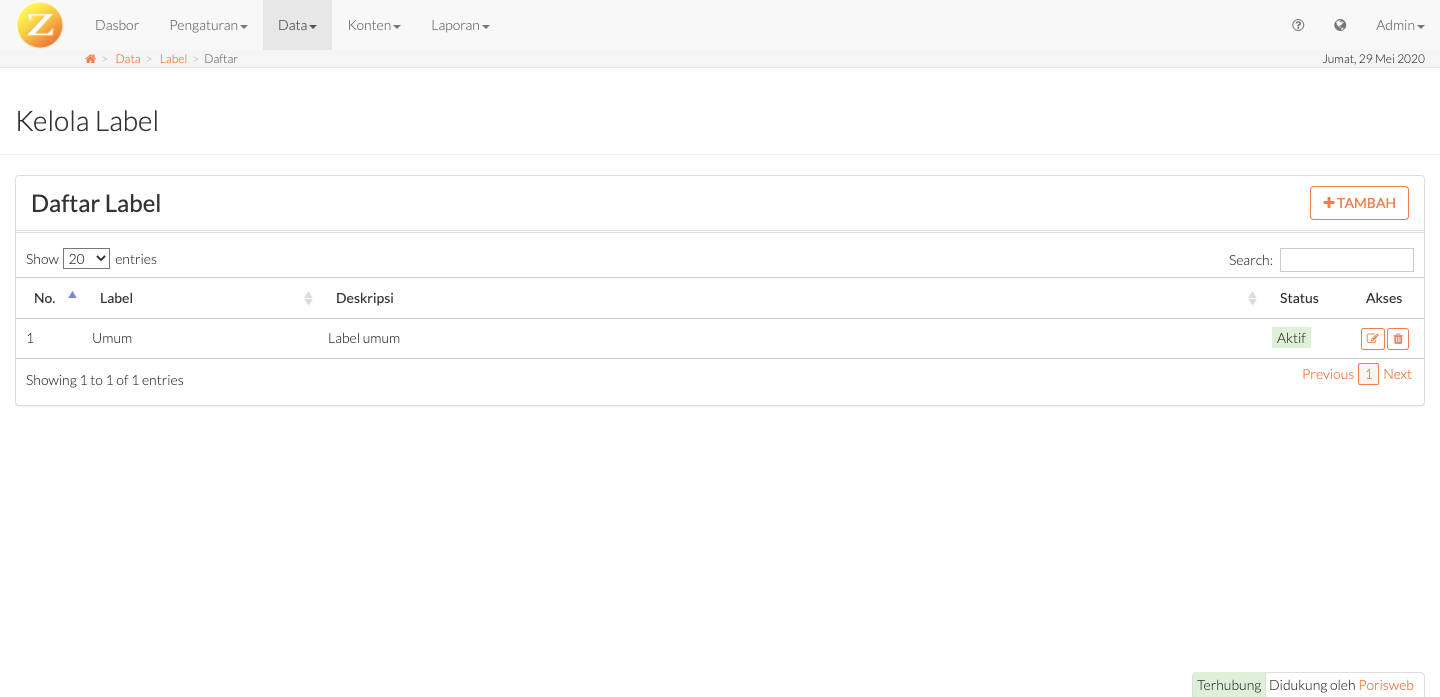 Z Dasbor Pengaturan Data Konten Laporan Admin
> Data > Label > Daftar Jumat, 29 Mei 2020
Kelola Label
Daftar Label TAMBAH
Show 20 entries Search:
No. Label Deskripsi Status Akses
1 Umum Label umum Aktif
Showing 1 to 1 of 1 entries Previous 1 Next
Terhubung Didukung oleh Porisweb